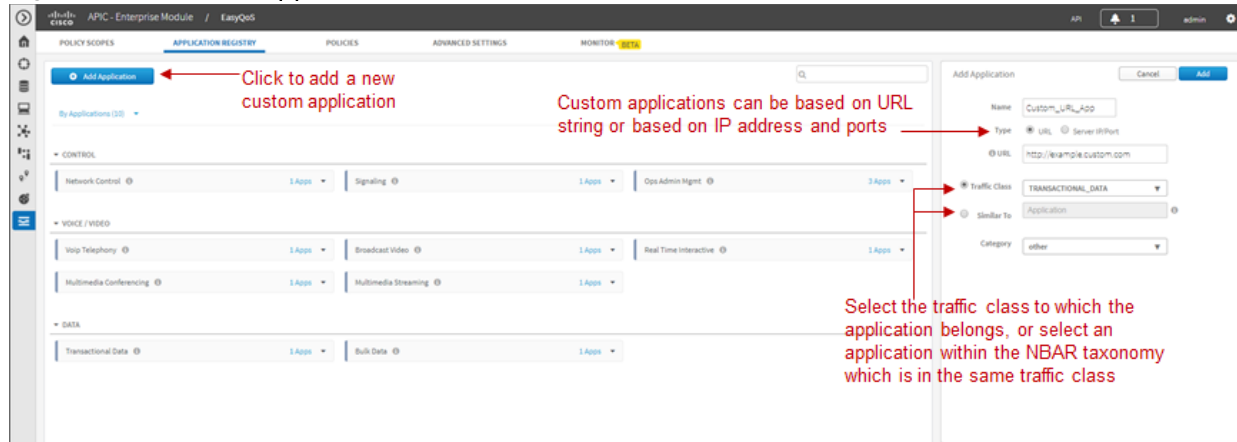 cisco APIC - Enterprise Module / EasyQoS API 1 admin
POLICY SCOPES APPLICATION REGISTRY POLICIES ADVANCED SETTINGS MONITOR BETA
Add Application
Click to add a new
custom application
By Applications (10)
CONTROL
Network Control 1 Apps Signaling 1 Apps Ops Admin Mgmt 3 Apps
VOICE / VIDEO
Voip Telephony 1 Apps Broadcast Video 1 Apps Real Time Interactive 1 Apps
Multimedia Conferencing 1 Apps Multimedia Streaming 1 Apps
DATA
Transactional Data 1 Apps Bulk Data 1 Apps
Custom applications can be based on URL
string or based on IP address and ports
Add Application Cancel Add
Name Custom_URL_App
Type URL Server IP/Port
URL http://example.custom.com
Traffic Class TRANSACTIONAL_DATA
Similar To Application
Category other
Select the traffic class to which the
application belongs, or select an
application within the NBAR taxonomy
which is in the same traffic class